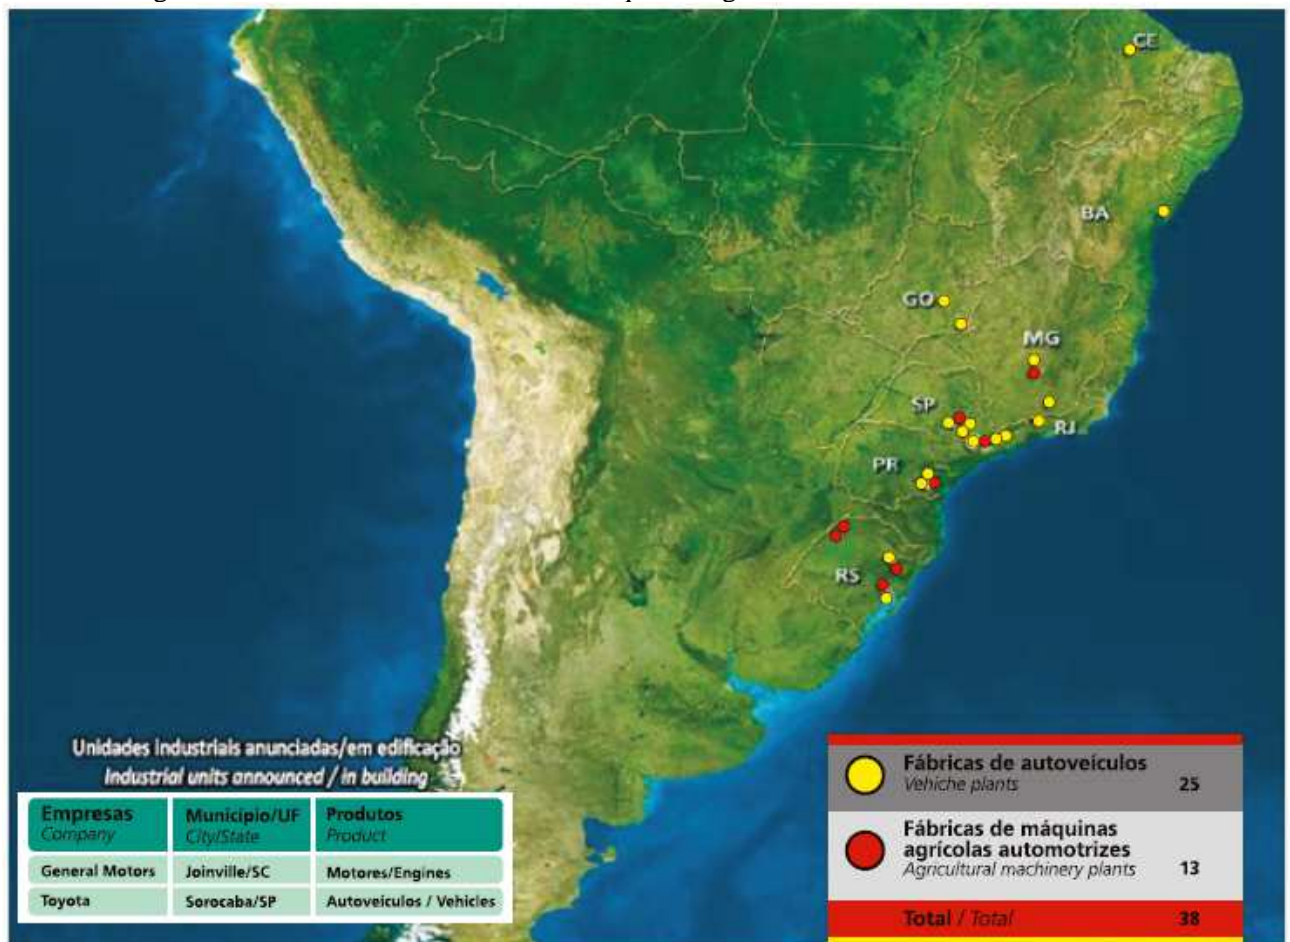 CE
BA
GO
MG
SP
RJ
PR
RS
Unidades industriais anunciadas/em edificação
Industrial units announced / in building
Empresas Município/UF Produtos
Company City/State Product
General Motors Joinville/SC Motores/Engines
Toyota Sorocaba/SP Autoveículos / Vehicles
Fábricas de autoveículos
Vehiche plants 25
Fábricas de máquinas
agrícolas automotrizes
Agricultural machinery plants 13
Total / Total 38